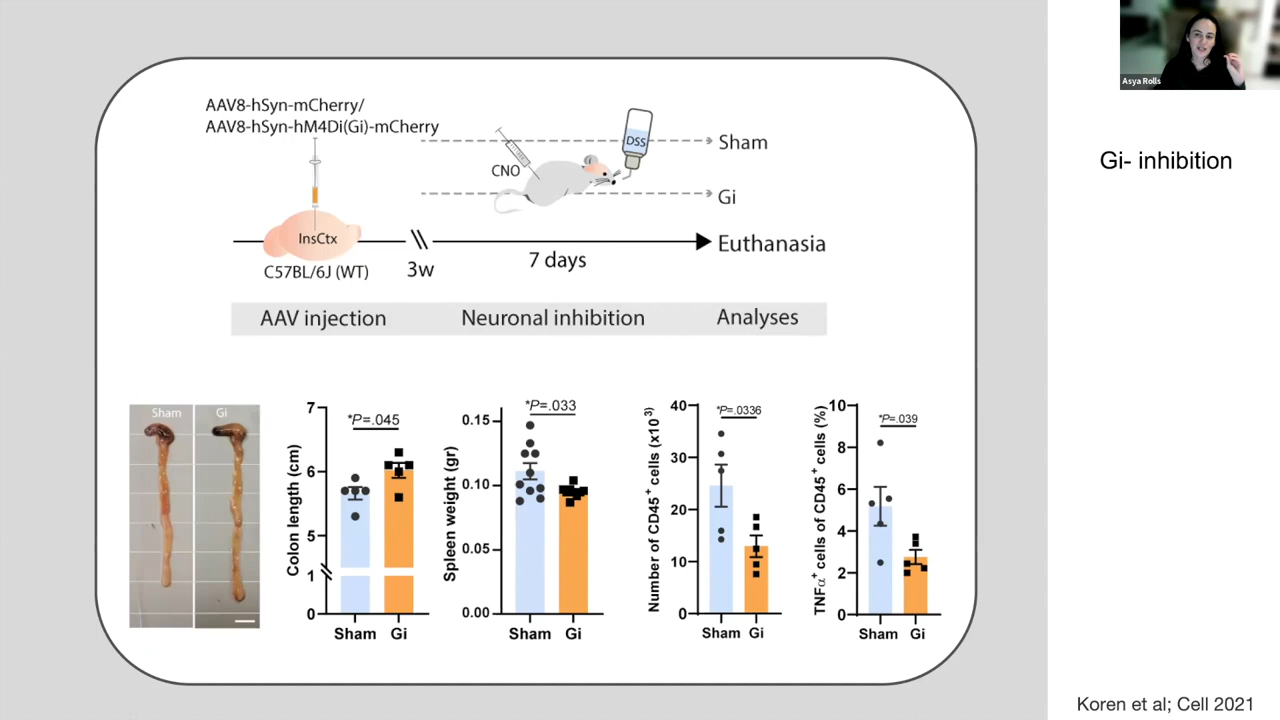 Asya Rolls
Gi- inhibition
AAV8-hSyn-mCherry/
AAV8-hSyn-hM4Di(Gi)-mCherry
DSS
Sham
CNO
Gi
InsCtx
Euthanasia
C57BL/6J (WT)
3w
7 days
AAV injection
Neuronal inhibition
Analyses
Sham
Gi
Colon length (cm)
7
6
5
1
0
*P=.045
Sham
Gi
Spleen weight (gr)
0.15
0.10
0.05
0.00
*P=.033
Sham
Gi
Number of CD45⁺ cells (x10³)
40
30
20
10
0
*P=.0336
Sham
Gi
TNFα⁺ cells of CD45⁺ cells (%)
10
8
6
4
2
0
*P=.039
Sham
Gi
Koren et al; Cell 2021